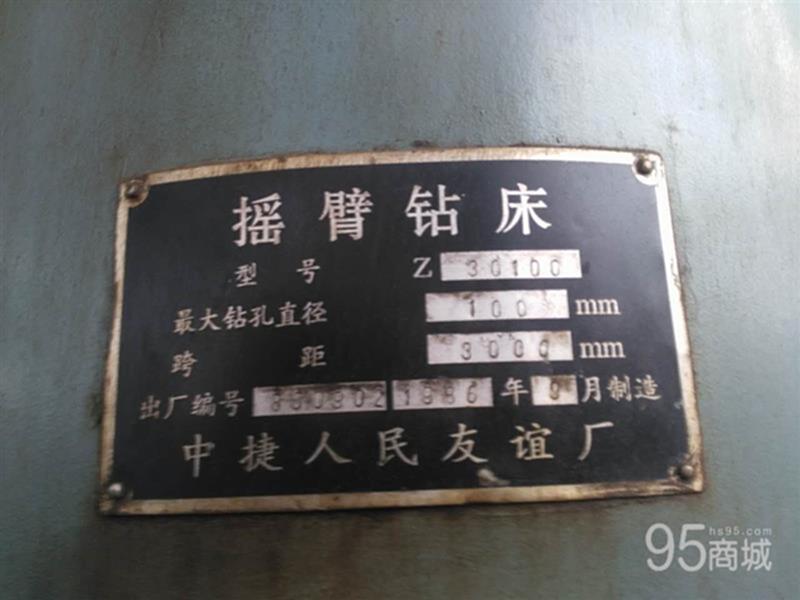 摇臂钻床
型号 Z 30100
最大钻孔直径 100 mm
跨距 3000 mm
出厂编号 1986 年 月制造
中捷人民友谊厂
95商城
hs95.com